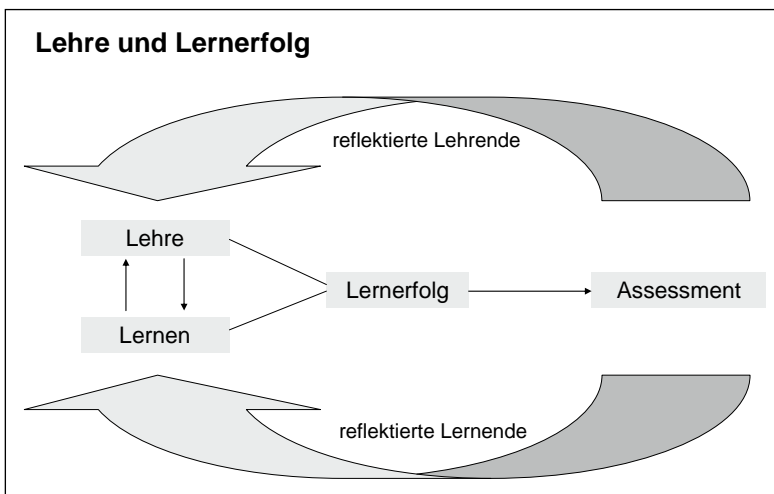 Lehre und Lernerfolg
reflektierte Lehrende
Lehre
Lernerfolg
Assessment
Lernen
reflektierte Lernende